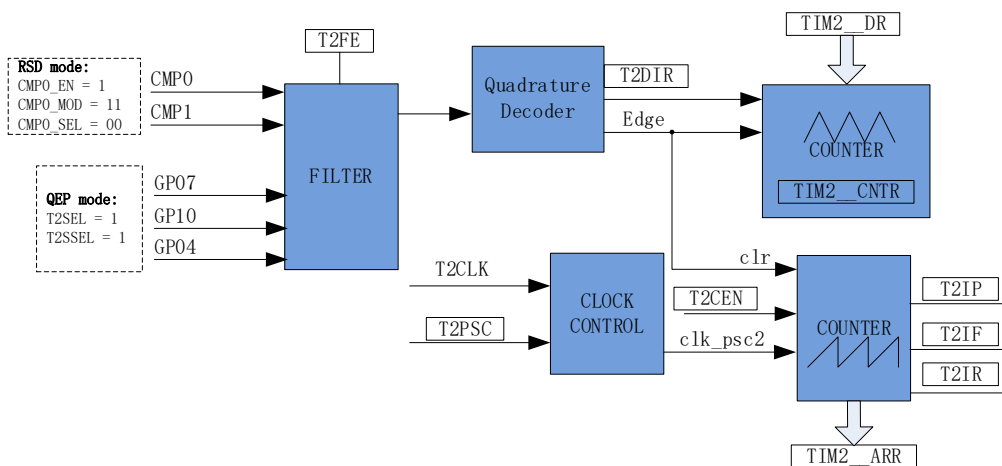 TIM2__DR
T2FE
RSD mode:
CMP0_EN = 1
CMP0_MOD = 11
CMP0_SEL = 00
CMP0
CMP1
Quadrature
Decoder
T2DIR
Edge
COUNTER
TIM2__CNTR
FILTER
QEP mode:
T2SEL = 1
T2SSEL = 1
GP07
GP10
GP04
T2CLK
T2PSC
CLOCK
CONTROL
clr
T2CEN
clk_psc2
COUNTER
T2IP
T2IF
T2IR
TIM2__ARR